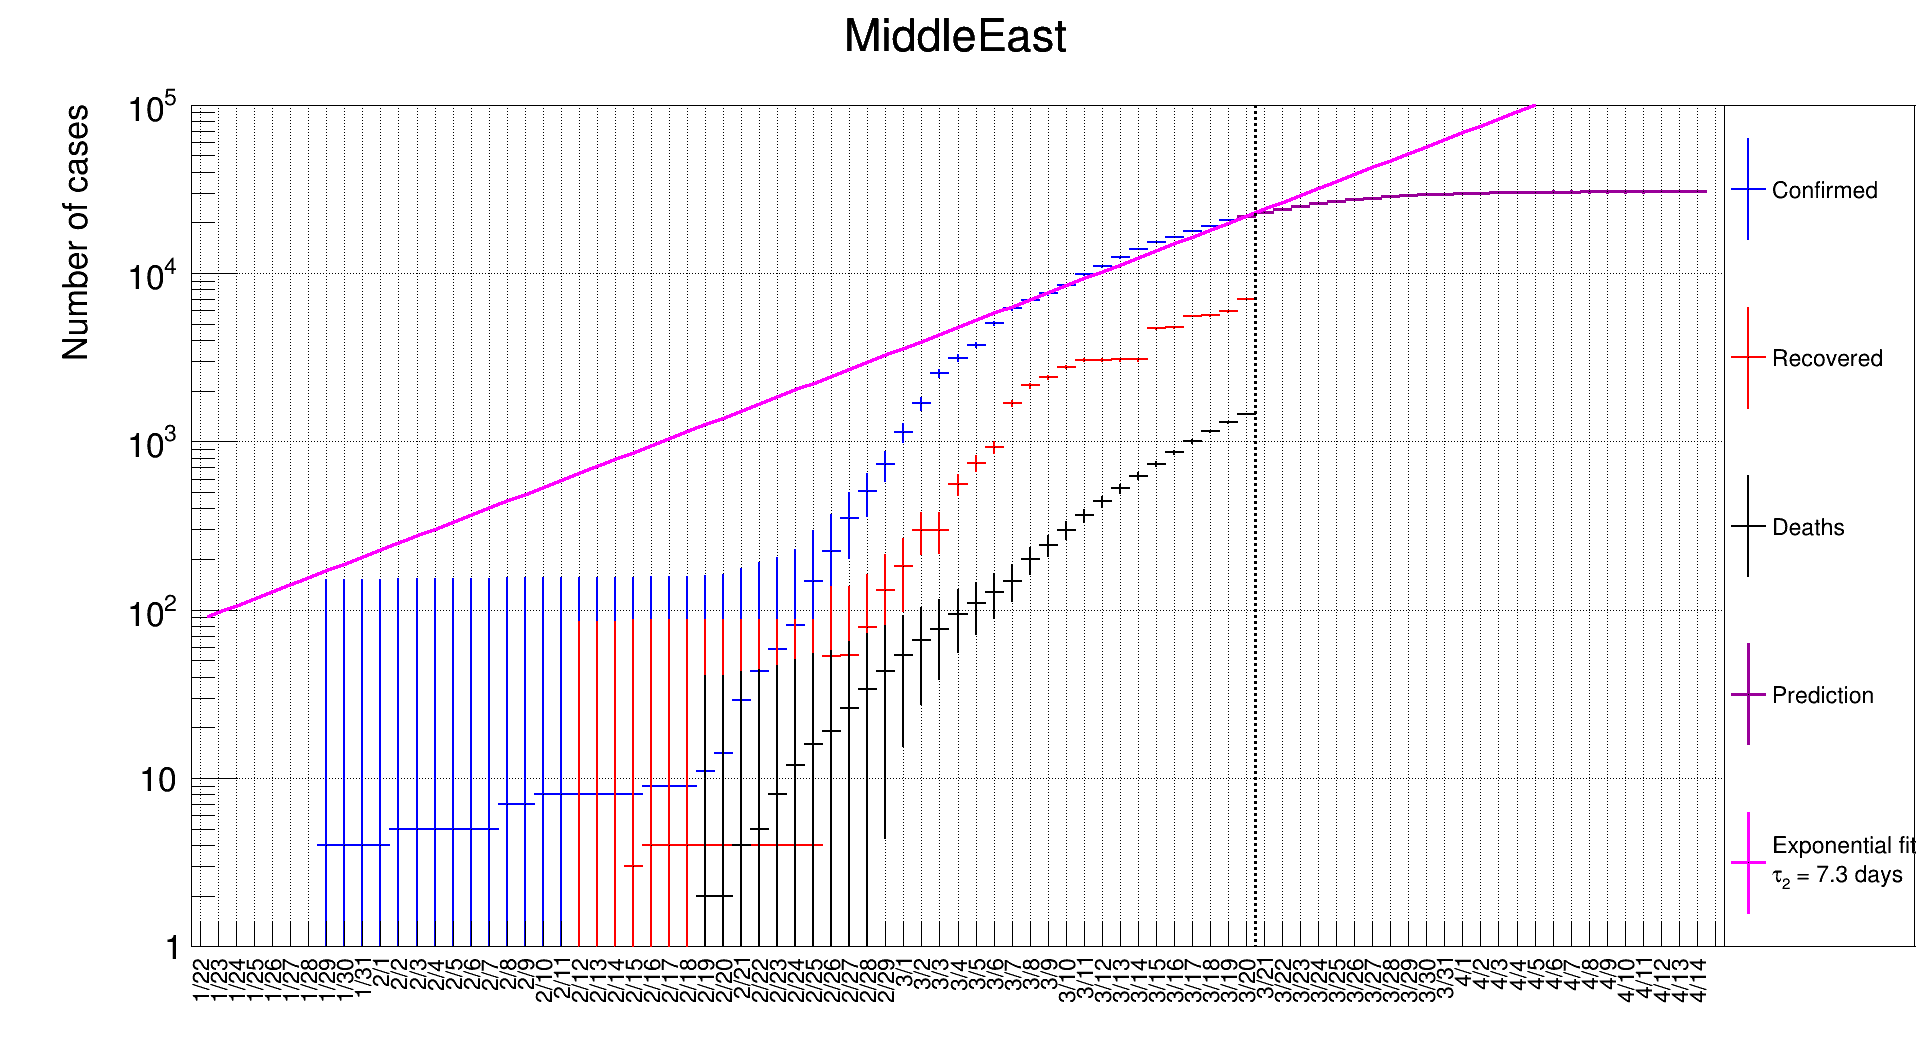 MiddleEast
Number of cases
10^5
10^4
10^3
10^2
10
1
1/22 1/23 1/24 1/25 1/26 1/27 1/28 1/29 1/30 1/31 2/1 2/2 2/3 2/4 2/5 2/6 2/7 2/8 2/9 2/10 2/11 2/12 2/13 2/14 2/15 2/16 2/17 2/18 2/19 2/20 2/21 2/22 2/23 2/24 2/25 2/26 2/27 2/28 2/29 3/1 3/2 3/3 3/4 3/5 3/6 3/7 3/8 3/9 3/10 3/11 3/12 3/13 3/14 3/15 3/16 3/17 3/18 3/19 3/20 3/21 3/22 3/23 3/24 3/25 3/26 3/27 3/28 3/29 3/30 3/31 4/1 4/2 4/3 4/4 4/5 4/6 4/7 4/8 4/9 4/10 4/11 4/12 4/13 4/14
Confirmed
Recovered
Deaths
Prediction
Exponential fit
τ₂ = 7.3 days